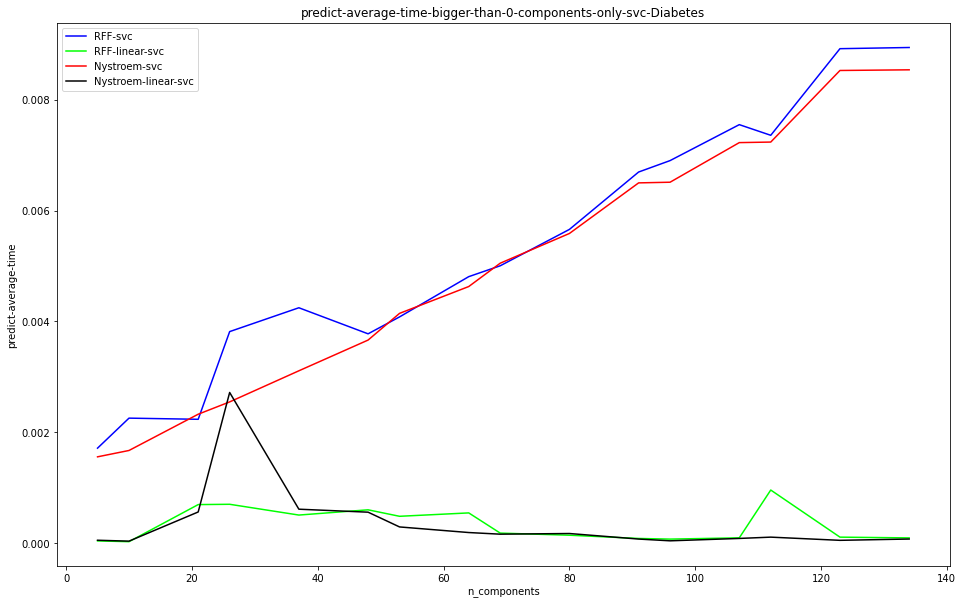 predict-average-time-bigger-than-0-components-only-svc-Diabetes
RFF-svc
RFF-linear-svc
Nystroem-svc
Nystroem-linear-svc
predict-average-time
0.008
0.006
0.004
0.002
0.000
0 20 40 60 80 100 120 140
n_components